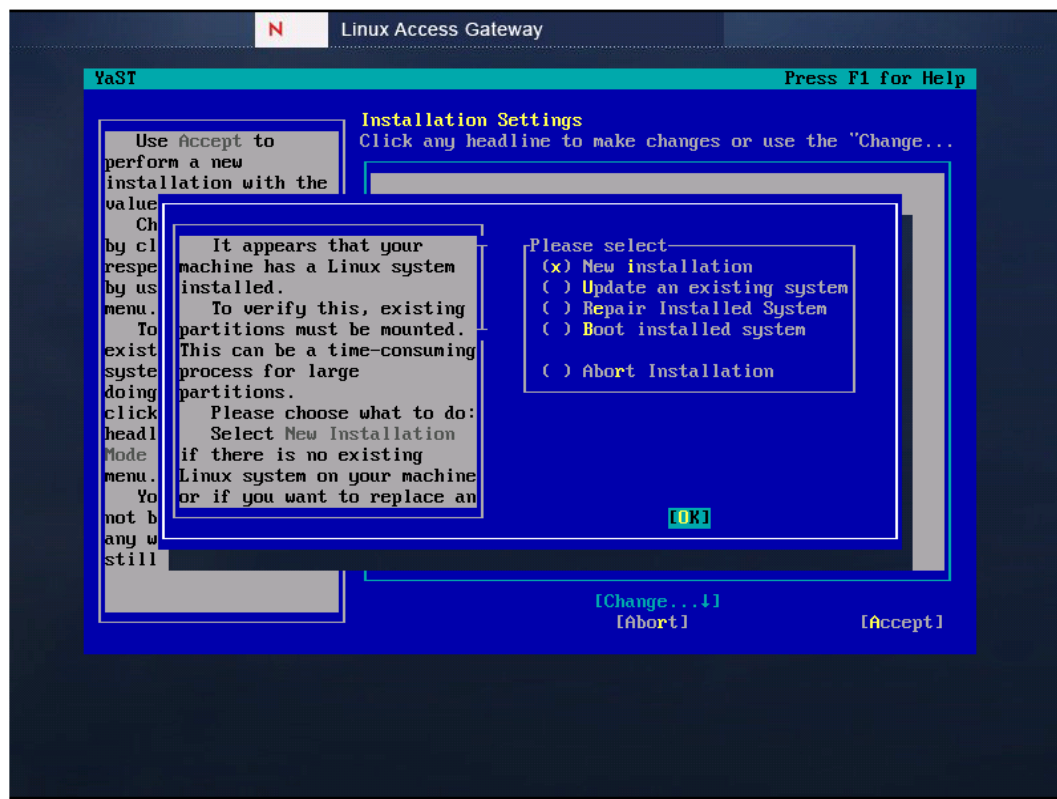 N Linux Access Gateway
YaST Press F1 for Help
Installation Settings
Click any headline to make changes or use the "Change...
Use Accept to
perform a new
installation with the
value
Ch
by cl
respe
by us
menu.
To
exist
syste
doing
click
headl
Mode
menu.
Yo
not b
any w
still
It appears that your
machine has a Linux system
installed.
To verify this, existing
partitions must be mounted.
This can be a time-consuming
process for large
partitions.
Please choose what to do:
Select New Installation
if there is no existing
Linux system on your machine
or if you want to replace an
Please select
(x) New installation
( ) Update an existing system
( ) Repair Installed System
( ) Boot installed system
( ) Abort Installation
[OK]
[Change...↓]
[Abort] [Accept]